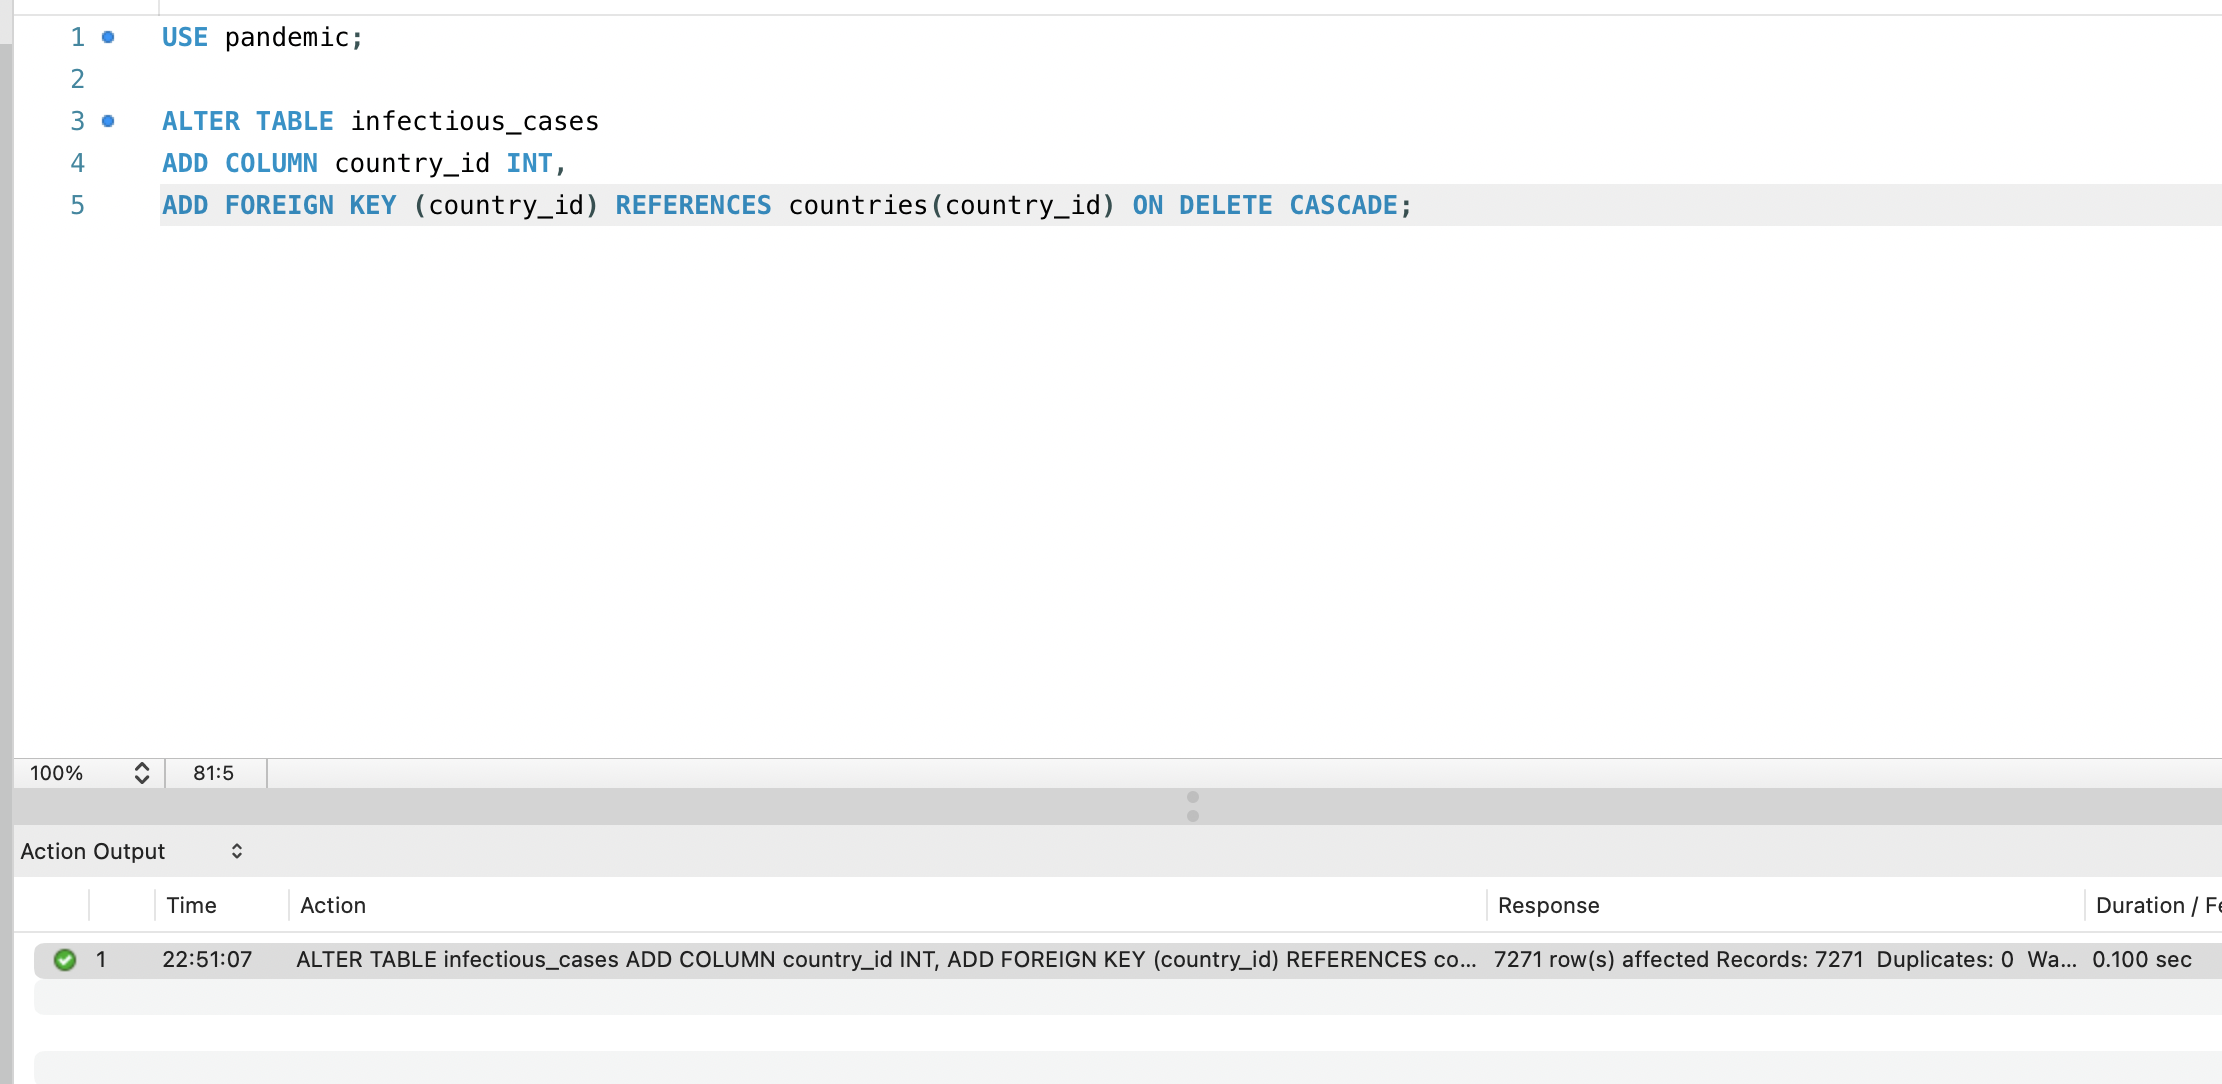 1 USE pandemic;
2
3 ALTER TABLE infectious_cases
4 ADD COLUMN country_id INT,
5 ADD FOREIGN KEY (country_id) REFERENCES countries(country_id) ON DELETE CASCADE;
100% 81:5
Action Output
Time Action Response Duration / Fe
1 22:51:07 ALTER TABLE infectious_cases ADD COLUMN country_id INT, ADD FOREIGN KEY (country_id) REFERENCES co... 7271 row(s) affected Records: 7271 Duplicates: 0 Wa... 0.100 sec